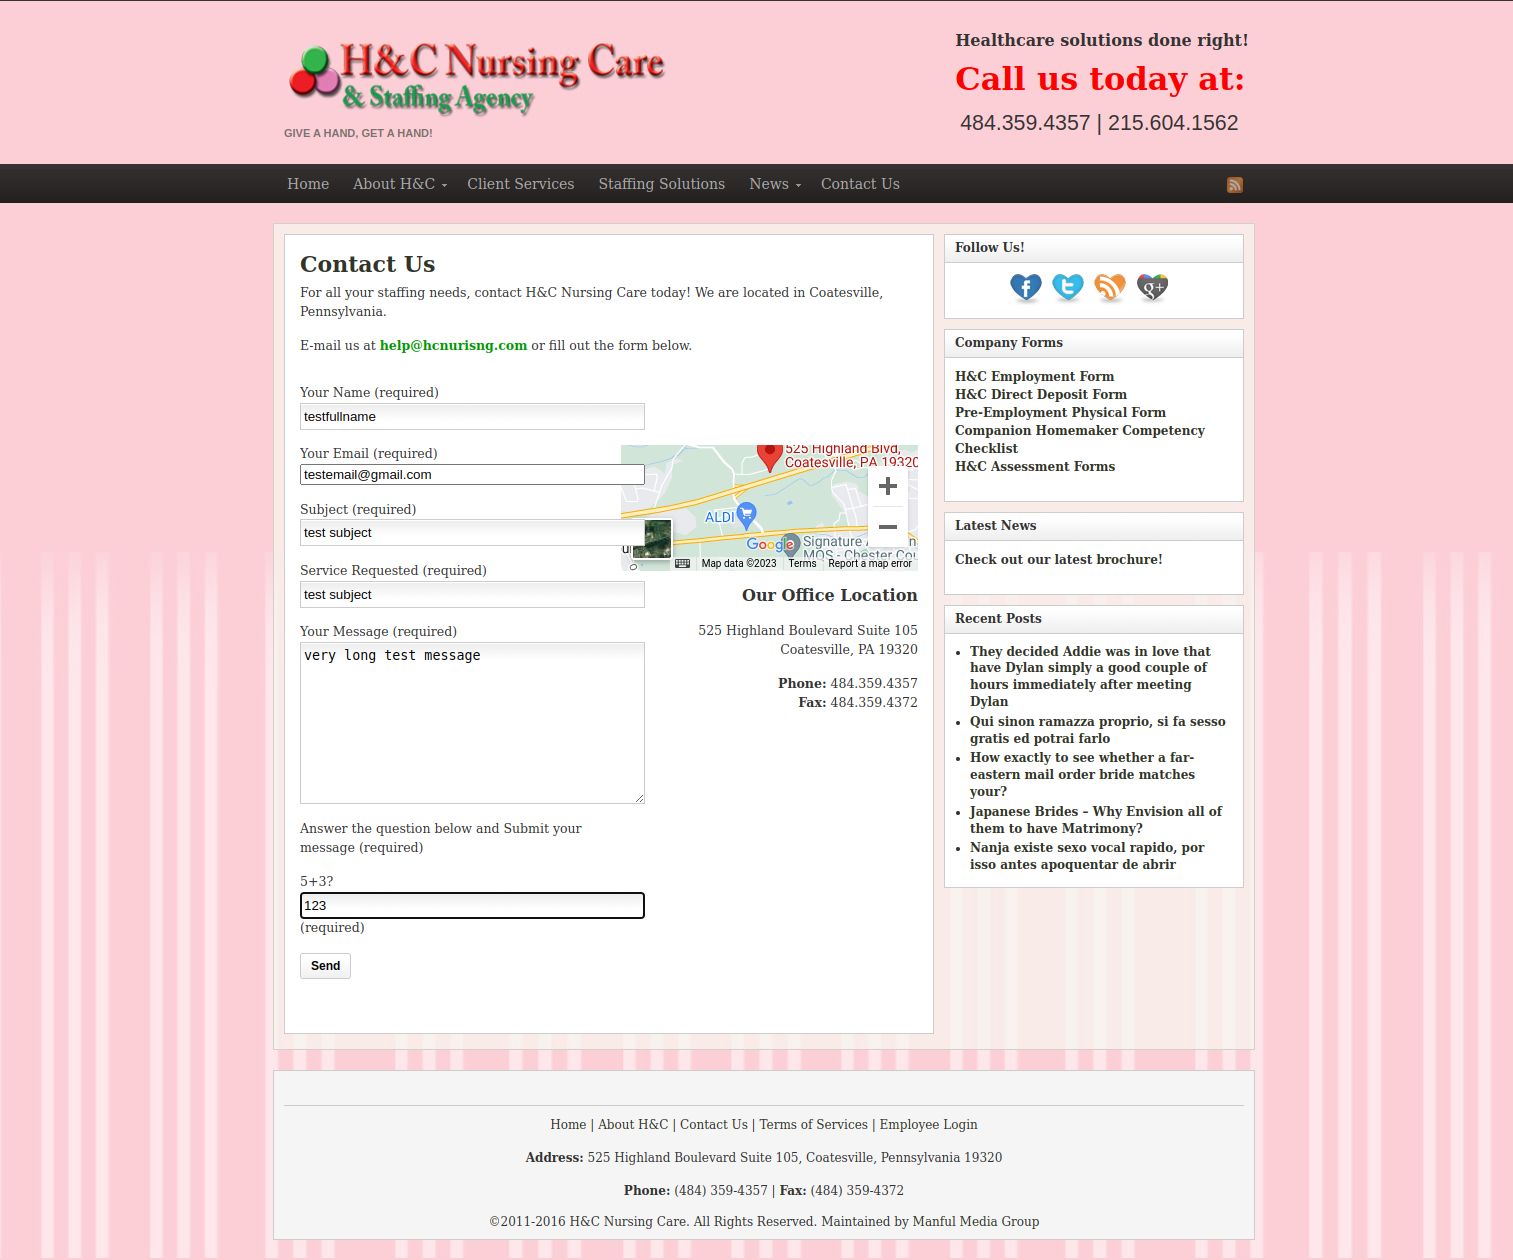 H&C Nursing Care
& Staffing Agency
GIVE A HAND, GET A HAND!
Healthcare solutions done right!
Call us today at:
484.359.4357 | 215.604.1562
Home
About H&C
Client Services
Staffing Solutions
News
Contact Us
Contact Us
For all your staffing needs, contact H&C Nursing Care today! We are located in Coatesville,
Pennsylvania.
E-mail us at help@hcnurisng.com or fill out the form below.
Your Name (required)
testfullname
Your Email (required)
testemail@gmail.com
Subject (required)
test subject
Service Requested (required)
test subject
Your Message (required)
very long test message
Answer the question below and Submit your
message (required)
5+3?
123
(required)
Send
525 Highland Blvd,
Coatesville, PA 19320
ALDI
Google
Signature
MOS - Chester Cou
Map data ©2023
Terms
Report a map error
Our Office Location
525 Highland Boulevard Suite 105
Coatesville, PA 19320
Phone: 484.359.4357
Fax: 484.359.4372
Follow Us!
Company Forms
H&C Employment Form
H&C Direct Deposit Form
Pre-Employment Physical Form
Companion Homemaker Competency
Checklist
H&C Assessment Forms
Latest News
Check out our latest brochure!
Recent Posts
They decided Addie was in love that
have Dylan simply a good couple of
hours immediately after meeting
Dylan
Qui sinon ramazza proprio, si fa sesso
gratis ed potrai farlo
How exactly to see whether a far-
eastern mail order bride matches
your?
Japanese Brides – Why Envision all of
them to have Matrimony?
Nanja existe sexo vocal rapido, por
isso antes apoquentar de abrir
Home | About H&C | Contact Us | Terms of Services | Employee Login
Address: 525 Highland Boulevard Suite 105, Coatesville, Pennsylvania 19320
Phone: (484) 359-4357 | Fax: (484) 359-4372
©2011-2016 H&C Nursing Care. All Rights Reserved. Maintained by Manful Media Group